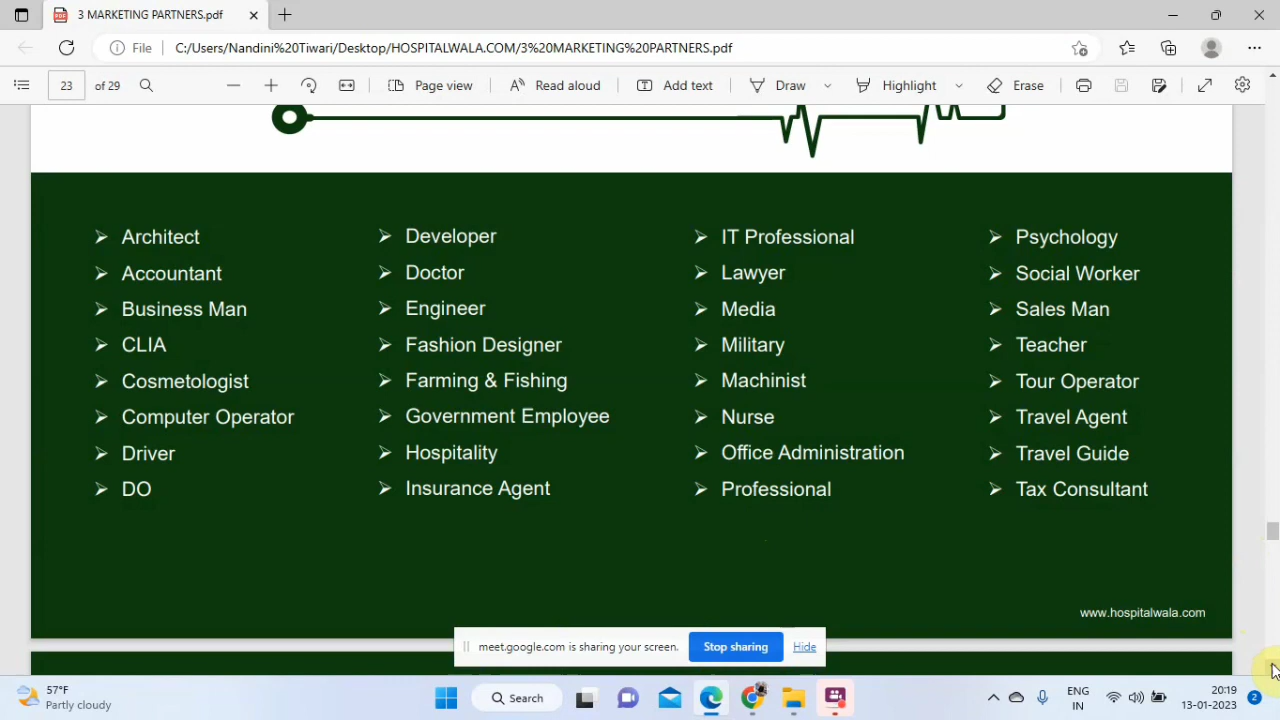 3 MARKETING PARTNERS.pdf
File C:/Users/Nandini%20Tiwari/Desktop/HOSPITALWALA.COM/3%20MARKETING%20PARTNERS.pdf
23 of 29 Page view Read aloud Add text Draw Highlight Erase
Architect
Accountant
Business Man
CLIA
Cosmetologist
Computer Operator
Driver
DO
Developer
Doctor
Engineer
Fashion Designer
Farming & Fishing
Government Employee
Hospitality
Insurance Agent
IT Professional
Lawyer
Media
Military
Machinist
Nurse
Office Administration
Professional
Psychology
Social Worker
Sales Man
Teacher
Tour Operator
Travel Agent
Travel Guide
Tax Consultant
www.hospitalwala.com
meet.google.com is sharing your screen. Stop sharing Hide
57°F
Partly cloudy
Search
ENG
IN
20:19
13-01-2023
2